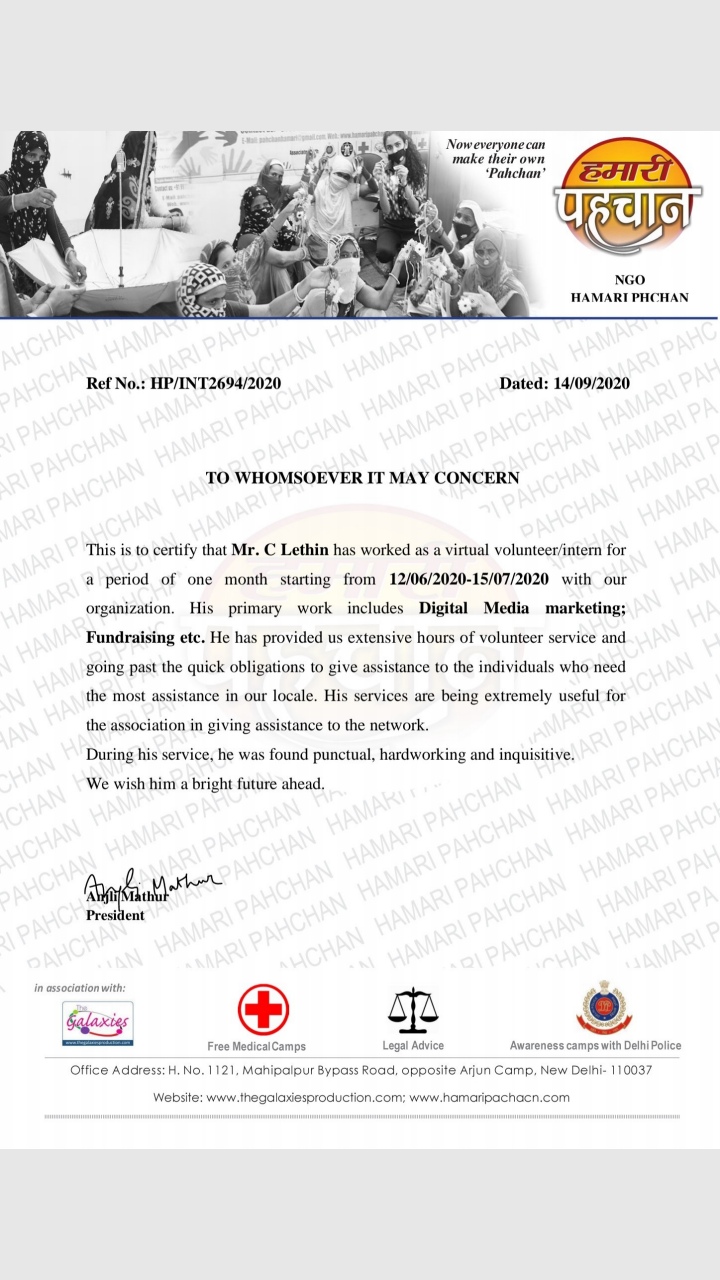 Now everyone can
make their own
'Pahchan'
हमारी
पहचान
NGO
HAMARI PHCHAN
Ref No.: HP/INT2694/2020 Dated: 14/09/2020
TO WHOMSOEVER IT MAY CONCERN
This is to certify that Mr. C Lethin has worked as a virtual volunteer/intern for
a period of one month starting from 12/06/2020-15/07/2020 with our
organization. His primary work includes Digital Media marketing;
Fundraising etc. He has provided us extensive hours of volunteer service and
going past the quick obligations to give assistance to the individuals who need
the most assistance in our locale. His services are being extremely useful for
the association in giving assistance to the network.
During his service, he was found punctual, hardworking and inquisitive.
We wish him a bright future ahead.
Anjli Mathur
Anjli Mathur
President
in association with:
The
Galaxies
www.thegalaxiesproduction.com
Free Medical Camps
Legal Advice
Awareness camps with Delhi Police
Office Address: H. No. 1121, Mahipalpur Bypass Road, opposite Arjun Camp, New Delhi- 110037
Website: www.thegalaxiesproduction.com; www.hamaripachacn.com
HAMARI PAHCHAN